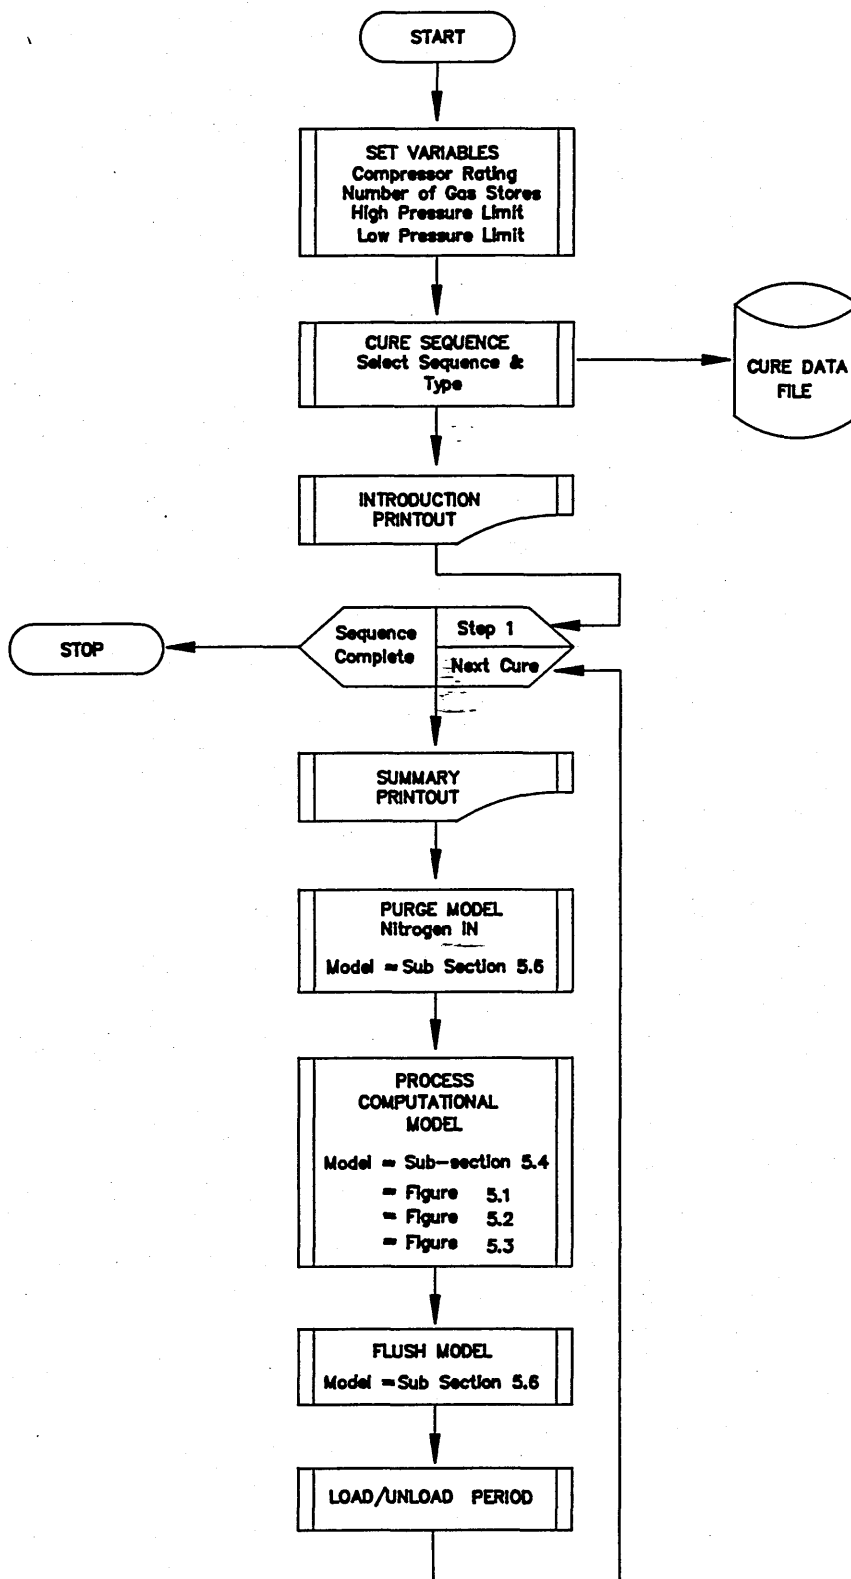 START
SET VARIABLES
Compressor Rating
Number of Gas Stores
High Pressure Limit
Low Pressure Limit
CURE SEQUENCE
Select Sequence &
Type
CURE DATA
FILE
INTRODUCTION
PRINTOUT
STOP
Sequence
Complete
Step 1
Next Cure
SUMMARY
PRINTOUT
PURGE MODEL
Nitrogen IN
Model = Sub Section 5.6
PROCESS
COMPUTATIONAL
MODEL
Model = Sub-section 5.4
= Figure 5.1
= Figure 5.2
= Figure 5.3
FLUSH MODEL
Model = Sub Section 5.6
LOAD/UNLOAD PERIOD